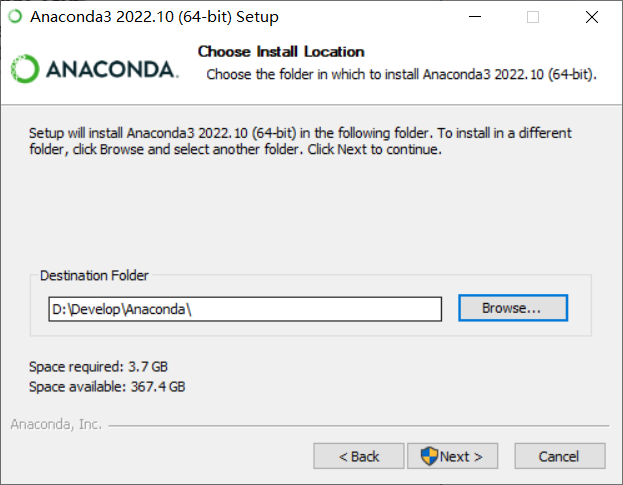 Anaconda3 2022.10 (64-bit) Setup
Choose Install Location
ANACONDA.
Choose the folder in which to install Anaconda3 2022.10 (64-bit).
Setup will install Anaconda3 2022.10 (64-bit) in the following folder. To install in a different
folder, click Browse and select another folder. Click Next to continue.
Destination Folder
D:\Develop\Anaconda\
Browse...
Space required: 3.7 GB
Space available: 367.4 GB
Anaconda, Inc.
< Back
Next >
Cancel